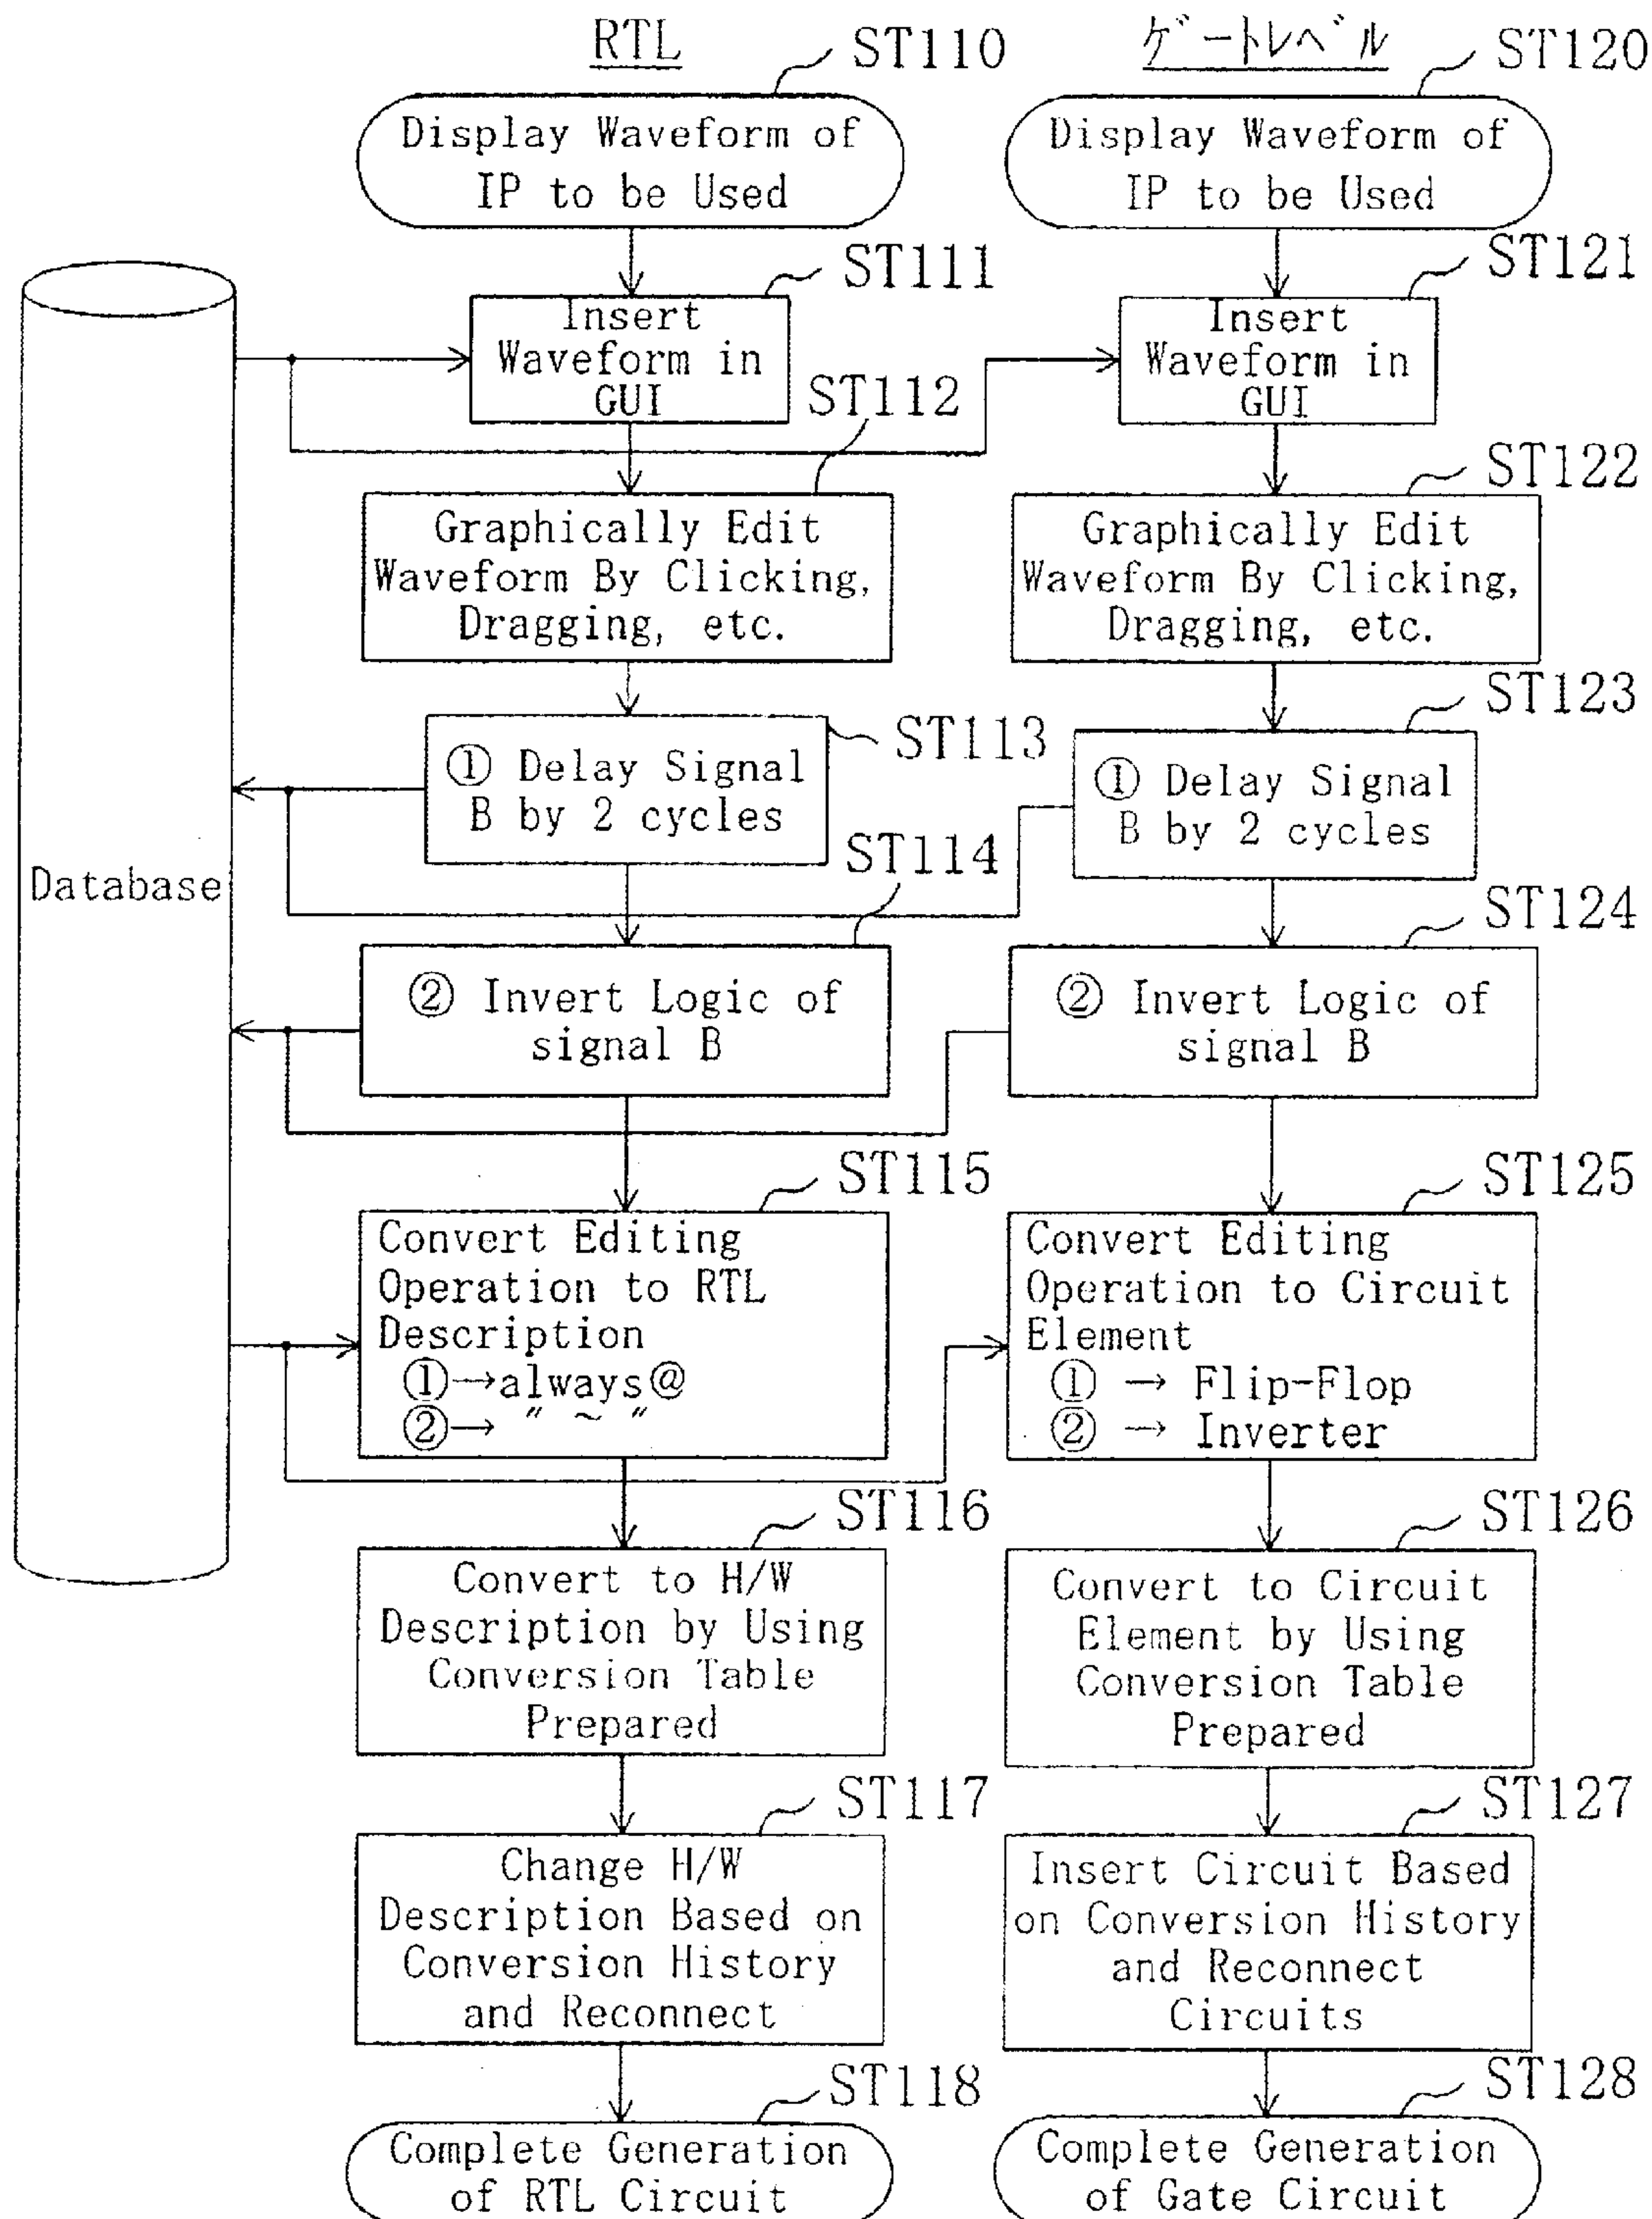 RTL
ST110
Display Waveform of
IP to be Used
ST111
Insert
Waveform in
GUI
ST112
Graphically Edit
Waveform By Clicking,
Dragging, etc.
ST113
① Delay Signal
B by 2 cycles
ST114
② Invert Logic of
signal B
ST115
Convert Editing
Operation to RTL
Description
①→always@
②→ ″ ~ ″
ST116
Convert to H/W
Description by Using
Conversion Table
Prepared
ST117
Change H/W
Description Based on
Conversion History
and Reconnect
ST118
Complete Generation
of RTL Circuit
Database
ゲートレベル
ST120
Display Waveform of
IP to be Used
ST121
Insert
Waveform in
GUI
ST122
Graphically Edit
Waveform By Clicking,
Dragging, etc.
ST123
① Delay Signal
B by 2 cycles
ST124
② Invert Logic of
signal B
ST125
Convert Editing
Operation to Circuit
Element
① → Flip-Flop
② → Inverter
ST126
Convert to Circuit
Element by Using
Conversion Table
Prepared
ST127
Insert Circuit Based
on Conversion History
and Reconnect
Circuits
ST128
Complete Generation
of Gate Circuit